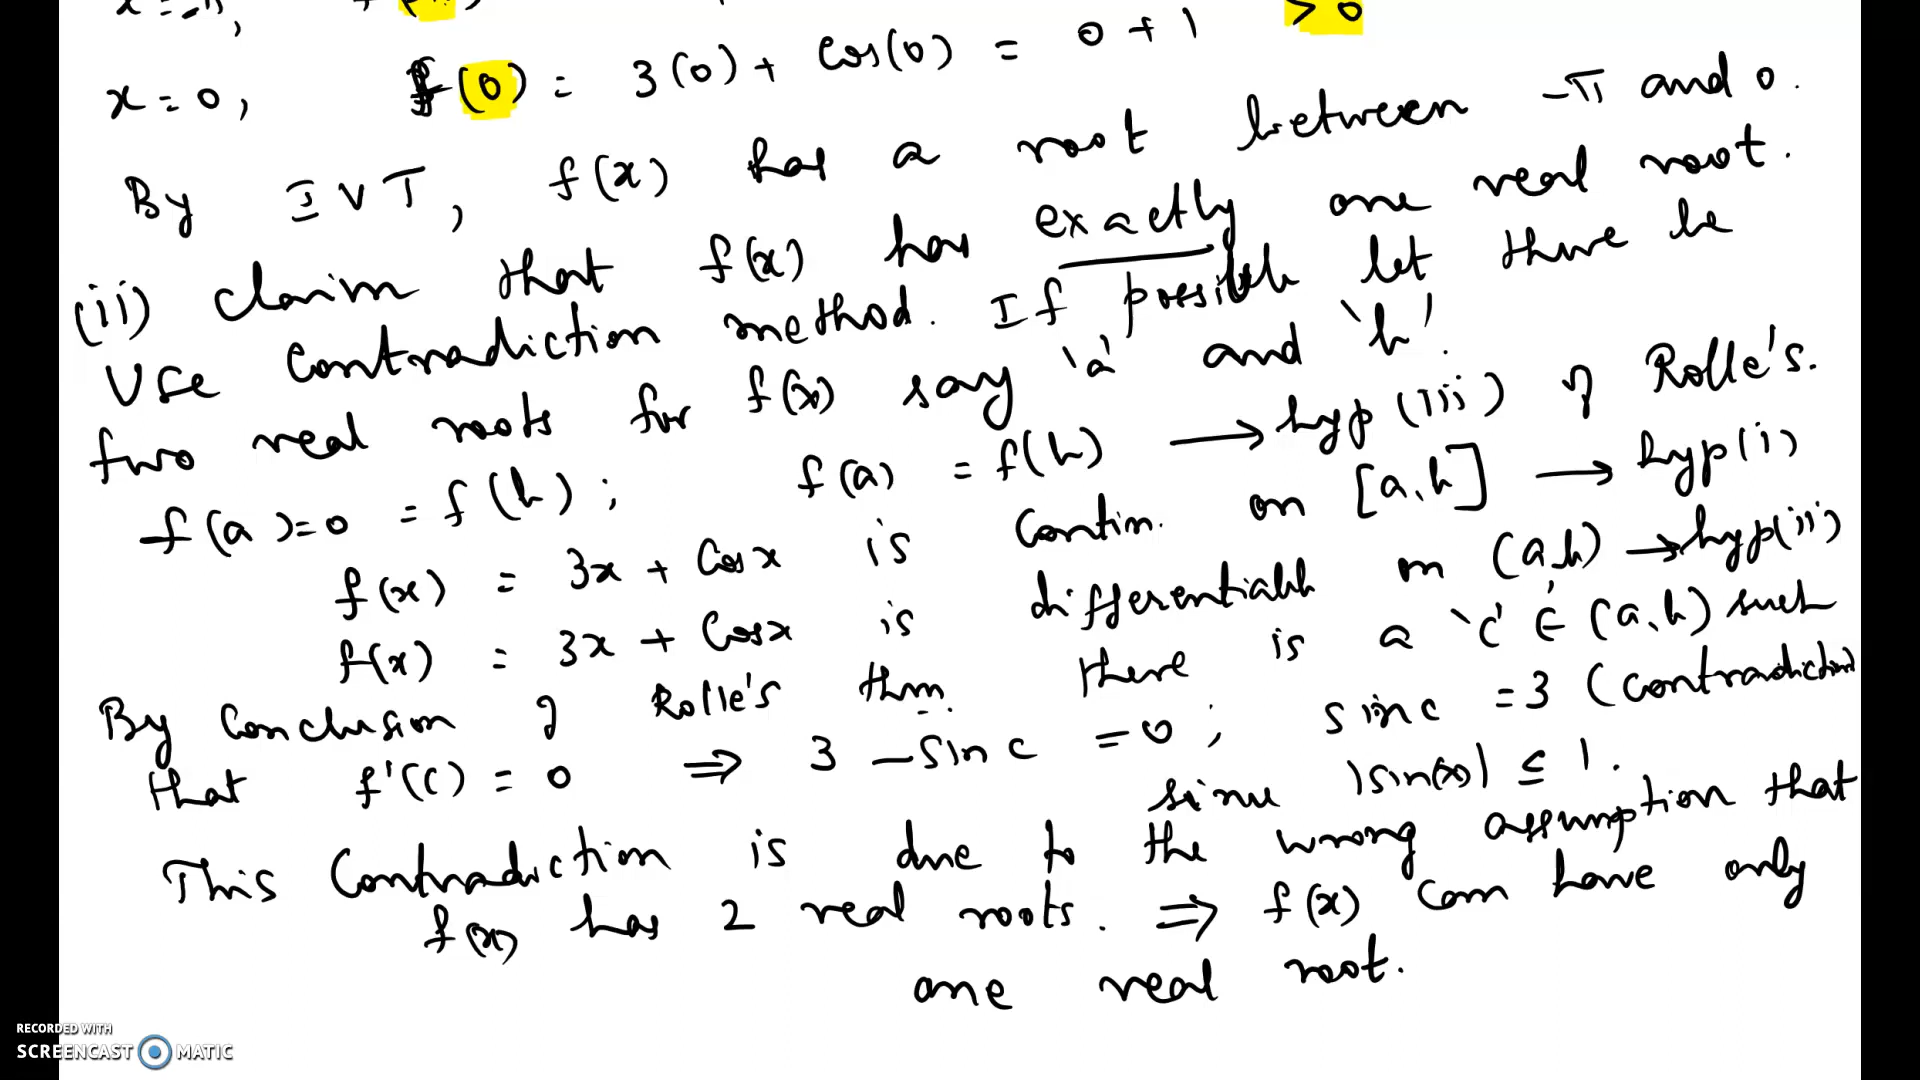 x = 0, f(0) = 3(0) + Cos(0) = 0 + 1 > 0
By IVT, f(x) has a root between -π and 0.
(ii) Claim that f(x) has exactly one real root.
Use Contradiction method. If possible let there be
two real roots for f(x) say 'a' and 'b'.
f(a) = 0 = f(b); f(a) = f(b) → hyp(iii) of Rolle's.
f(x) = 3x + Cosx is Contin. on [a,b] → hyp(i)
f(x) = 3x + Cosx is differentiable on (a,b) → hyp(ii)
By Conclusion of Rolle's thm. there is a 'c' ∈ (a,b) such
that f'(c) = 0 ⇒ 3 - Sin c = 0; sin c = 3 (contradiction)
since |sin(x)| ≤ 1.
This Contradiction is due to the wrong assumption that
f(x) has 2 real roots. ⇒ f(x) can have only
one real root.
RECORDED WITH
SCREENCAST MATIC